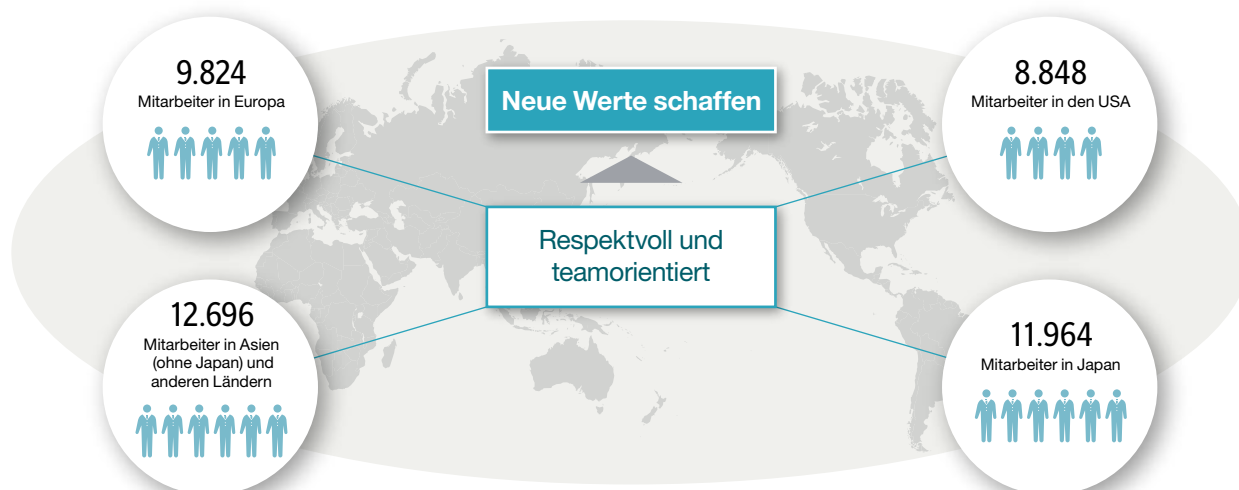 9.824
Mitarbeiter in Europa
Neue Werte schaffen
8.848
Mitarbeiter in den USA
Respektvoll und
teamorientiert
12.696
Mitarbeiter in Asien
(ohne Japan) und
anderen Ländern
11.964
Mitarbeiter in Japan